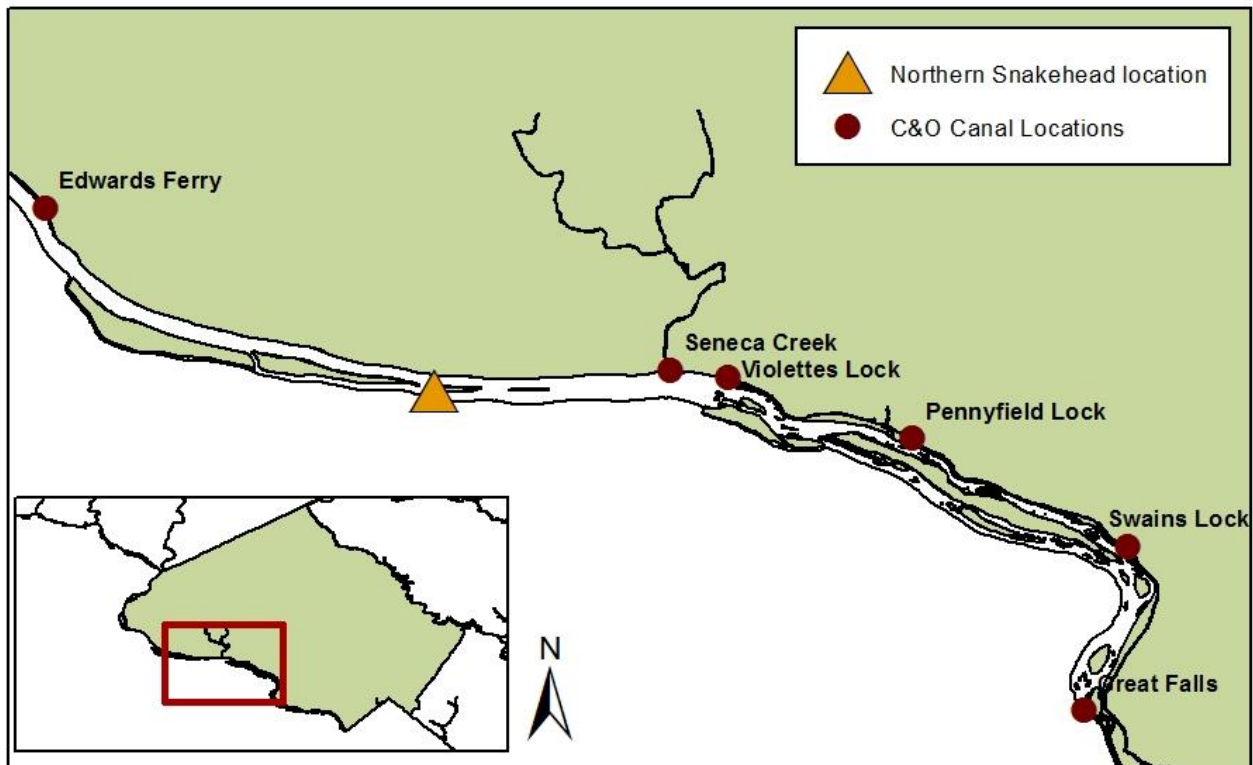 Northern Snakehead location
C&O Canal Locations
Edwards Ferry
Seneca Creek
Violettes Lock
Pennyfield Lock
Swains Lock
Great Falls
N